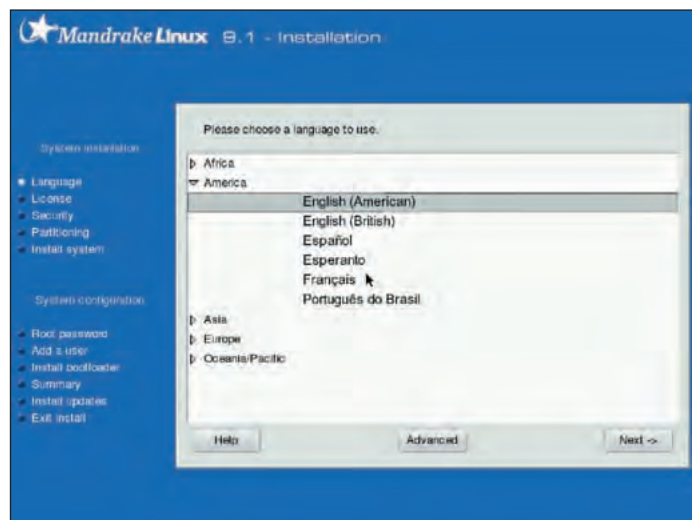 Mandrake Linux 9.1 - Installation
System installation
Language
License
Security
Partitioning
Install system
System configuration
Root password
Add a user
Install bootloader
Summary
Install updates
Exit install
Please choose a language to use.
Africa
America
English (American)
English (British)
Español
Esperanto
Français
Português do Brasil
Asia
Europe
Oceania/Pacific
Help
Advanced
Next ->